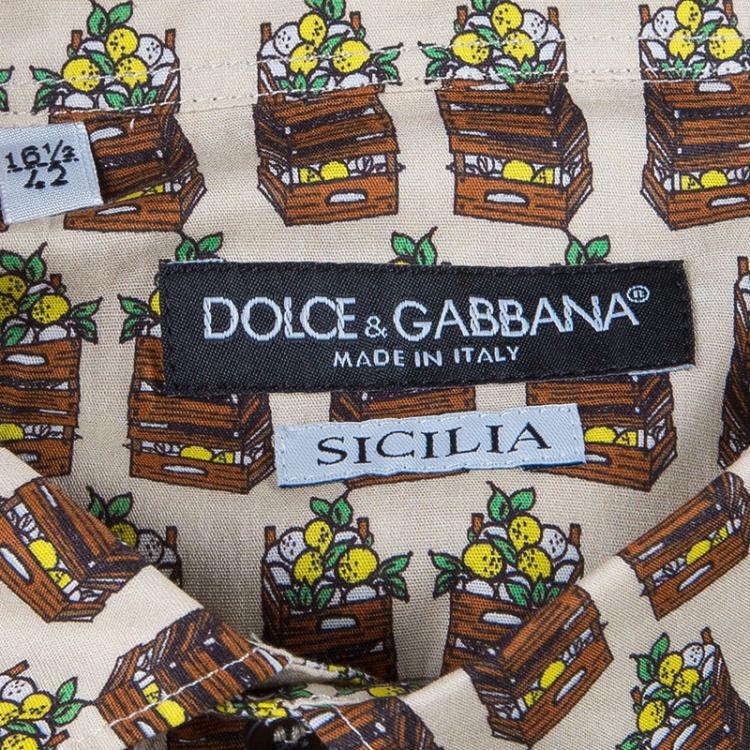 16½
42
DOLCE & GABBANA®
MADE IN ITALY
SICILIA